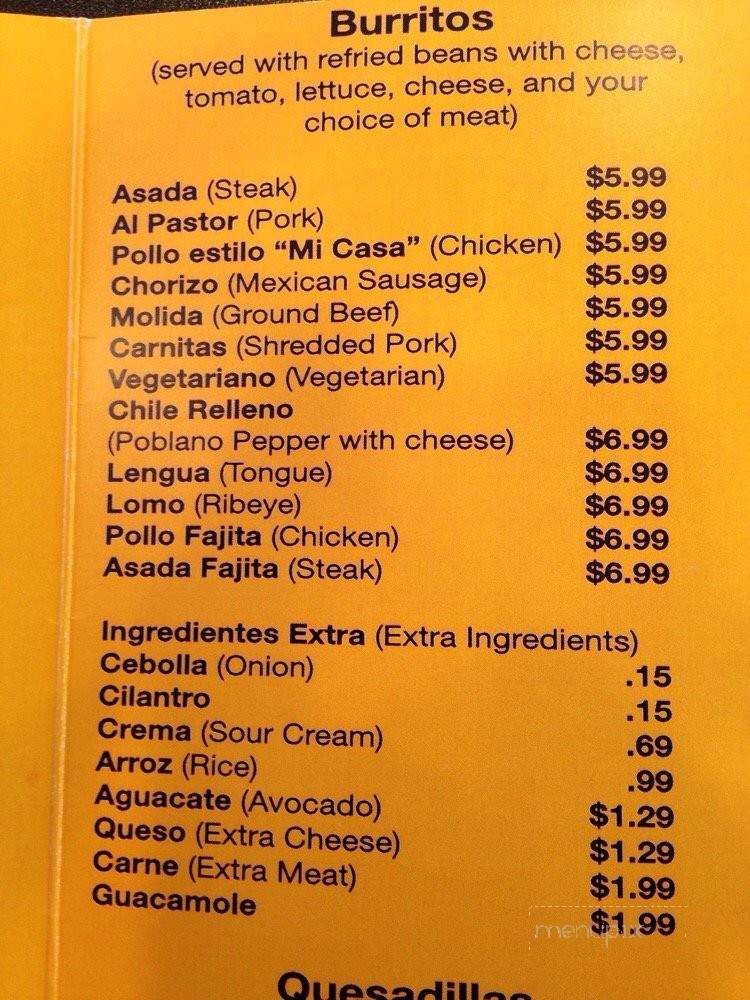 Burritos
(served with refried beans with cheese,
tomato, lettuce, cheese, and your
choice of meat)
Asada (Steak) $5.99
Al Pastor (Pork) $5.99
Pollo estilo “Mi Casa” (Chicken) $5.99
Chorizo (Mexican Sausage) $5.99
Molida (Ground Beef) $5.99
Carnitas (Shredded Pork) $5.99
Vegetariano (Vegetarian) $5.99
Chile Relleno
(Poblano Pepper with cheese) $6.99
Lengua (Tongue) $6.99
Lomo (Ribeye) $6.99
Pollo Fajita (Chicken) $6.99
Asada Fajita (Steak) $6.99
Ingredientes Extra (Extra Ingredients)
Cebolla (Onion) .15
Cilantro .15
Crema (Sour Cream) .69
Arroz (Rice) .99
Aguacate (Avocado) $1.29
Queso (Extra Cheese) $1.29
Carne (Extra Meat) $1.99
Guacamole $1.99
menupix
Quesadillas